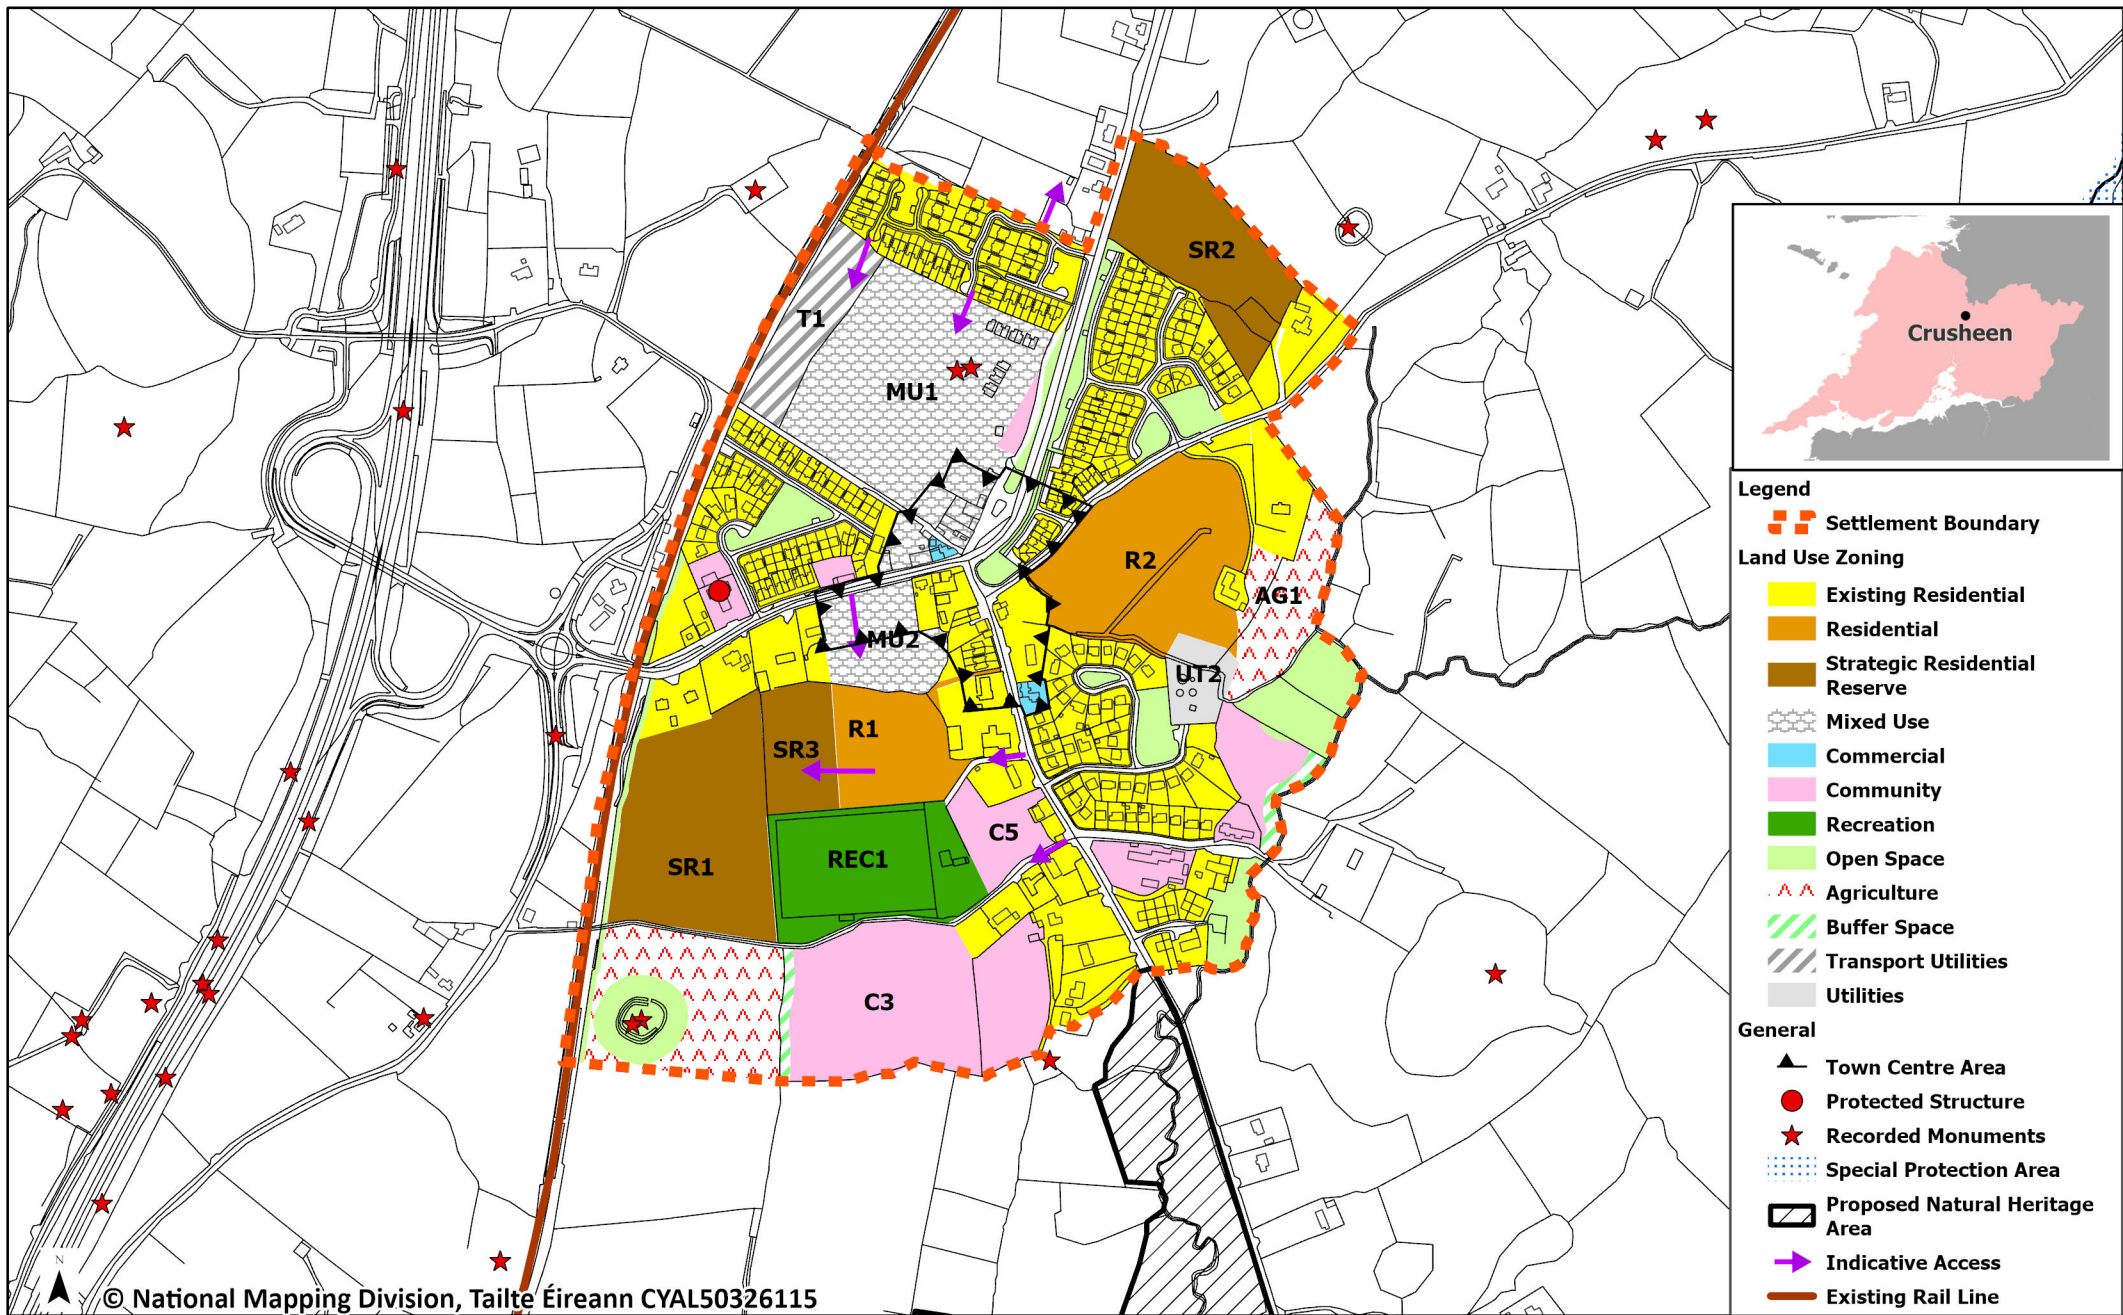 SR2
T1
MU1
R2
AG1
MU2
UT2
R1
SR3
C5
REC1
SR1
C3
Crusheen
Legend
Settlement Boundary
Land Use Zoning
Existing Residential
Residential
Strategic Residential
Reserve
Mixed Use
Commercial
Community
Recreation
Open Space
Agriculture
Buffer Space
Transport Utilities
Utilities
General
Town Centre Area
Protected Structure
Recorded Monuments
Special Protection Area
Proposed Natural Heritage
Area
Indicative Access
Existing Rail Line
N
© National Mapping Division, Tailte Éireann CYAL50326115